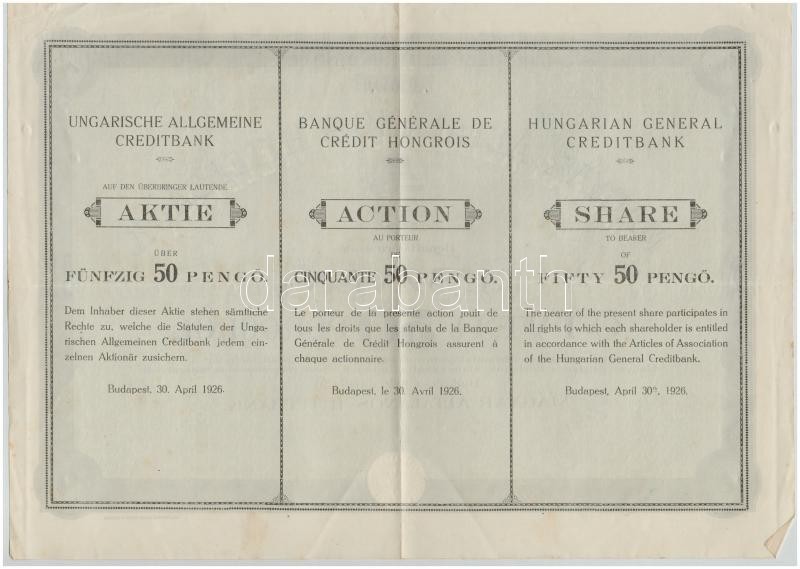 UNGARISCHE ALLGEMEINE
CREDITBANK
AUF DEN ÜBERBRINGER LAUTENDE
AKTIE
ÜBER
FÜNFZIG 50 PENGŐ.
Dem Inhaber dieser Aktie stehen sämtliche
Rechte zu, welche die Statuten der Unga-
rischen Allgemeinen Creditbank jedem ein-
zelnen Aktionär zusichern.
Budapest, 30. April 1926.
BANQUE GÉNÉRALE DE
CRÉDIT HONGROIS
ACTION
AU PORTEUR
DE
CINQUANTE 50 PENGŐ.
Le porteur de la présente action jouit de
tous les droits que les statuts de la Banque
Générale de Crédit Hongrois assurent à
chaque actionnaire.
Budapest, le 30. Avril 1926.
HUNGARIAN GENERAL
CREDITBANK
SHARE
TO BEARER
OF
FIFTY 50 PENGŐ.
The bearer of the present share participates in
all rights to which each shareholder is entitled
in accordance with the Articles of Association
of the Hungarian General Creditbank.
Budapest, April 30th, 1926.
darabanth